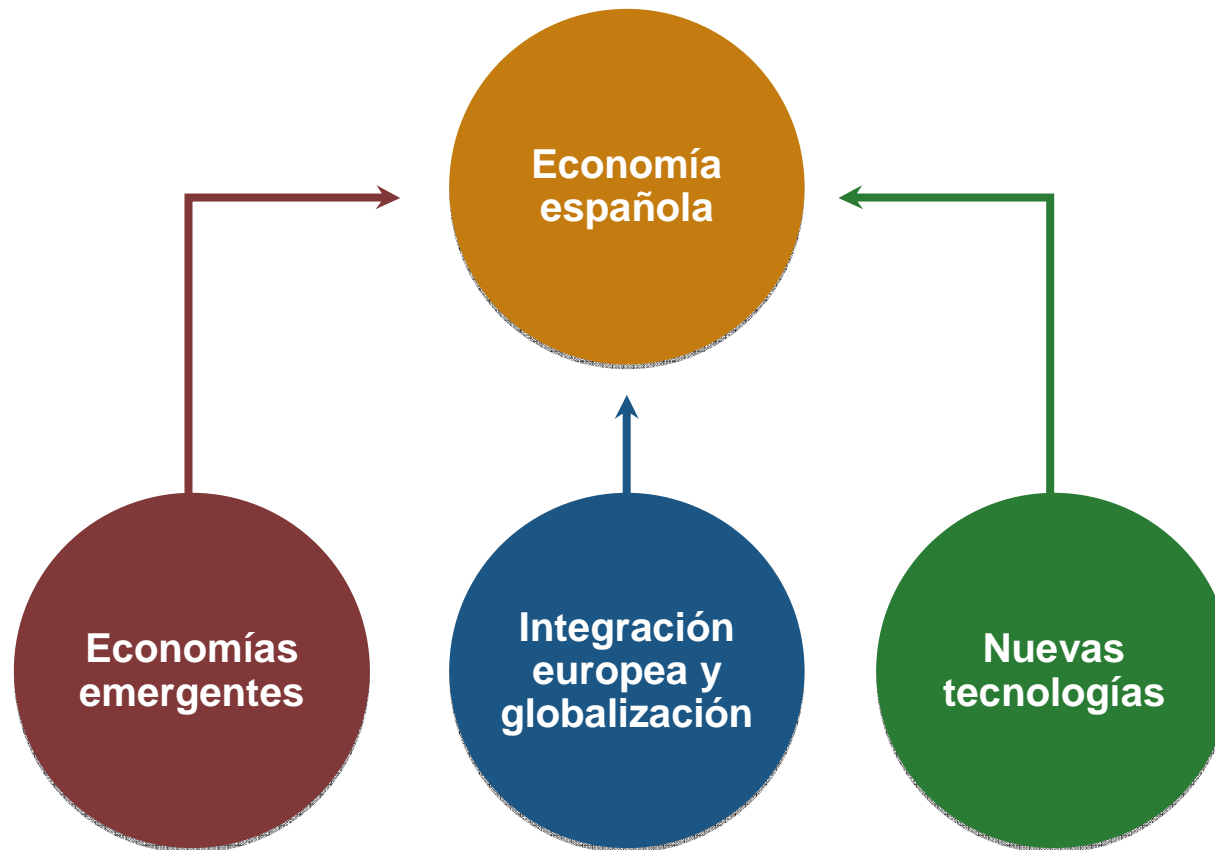 Economía
española
Economías
emergentes
Integración
europea y
globalización
Nuevas
tecnologías